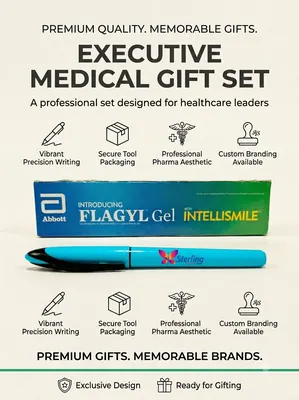 PREMIUM QUALITY. MEMORABLE GIFTS.
EXECUTIVE
MEDICAL GIFT SET
A professional set designed for healthcare leaders
Vibrant
Precision Writing
Secure Tool
Packaging
Professional
Pharma Aesthetic
Custom Branding
Available
Abbott
INTRODUCING
FLAGYL Gel
WITH
INTELLISMILE
Sterling
Vibrant
Precision Writing
Secure Tool
Packaging
Professional
Pharma Aesthetic
Custom Branding
Available
PREMIUM GIFTS. MEMORABLE BRANDS.
Exclusive Design
Ready for Gifting